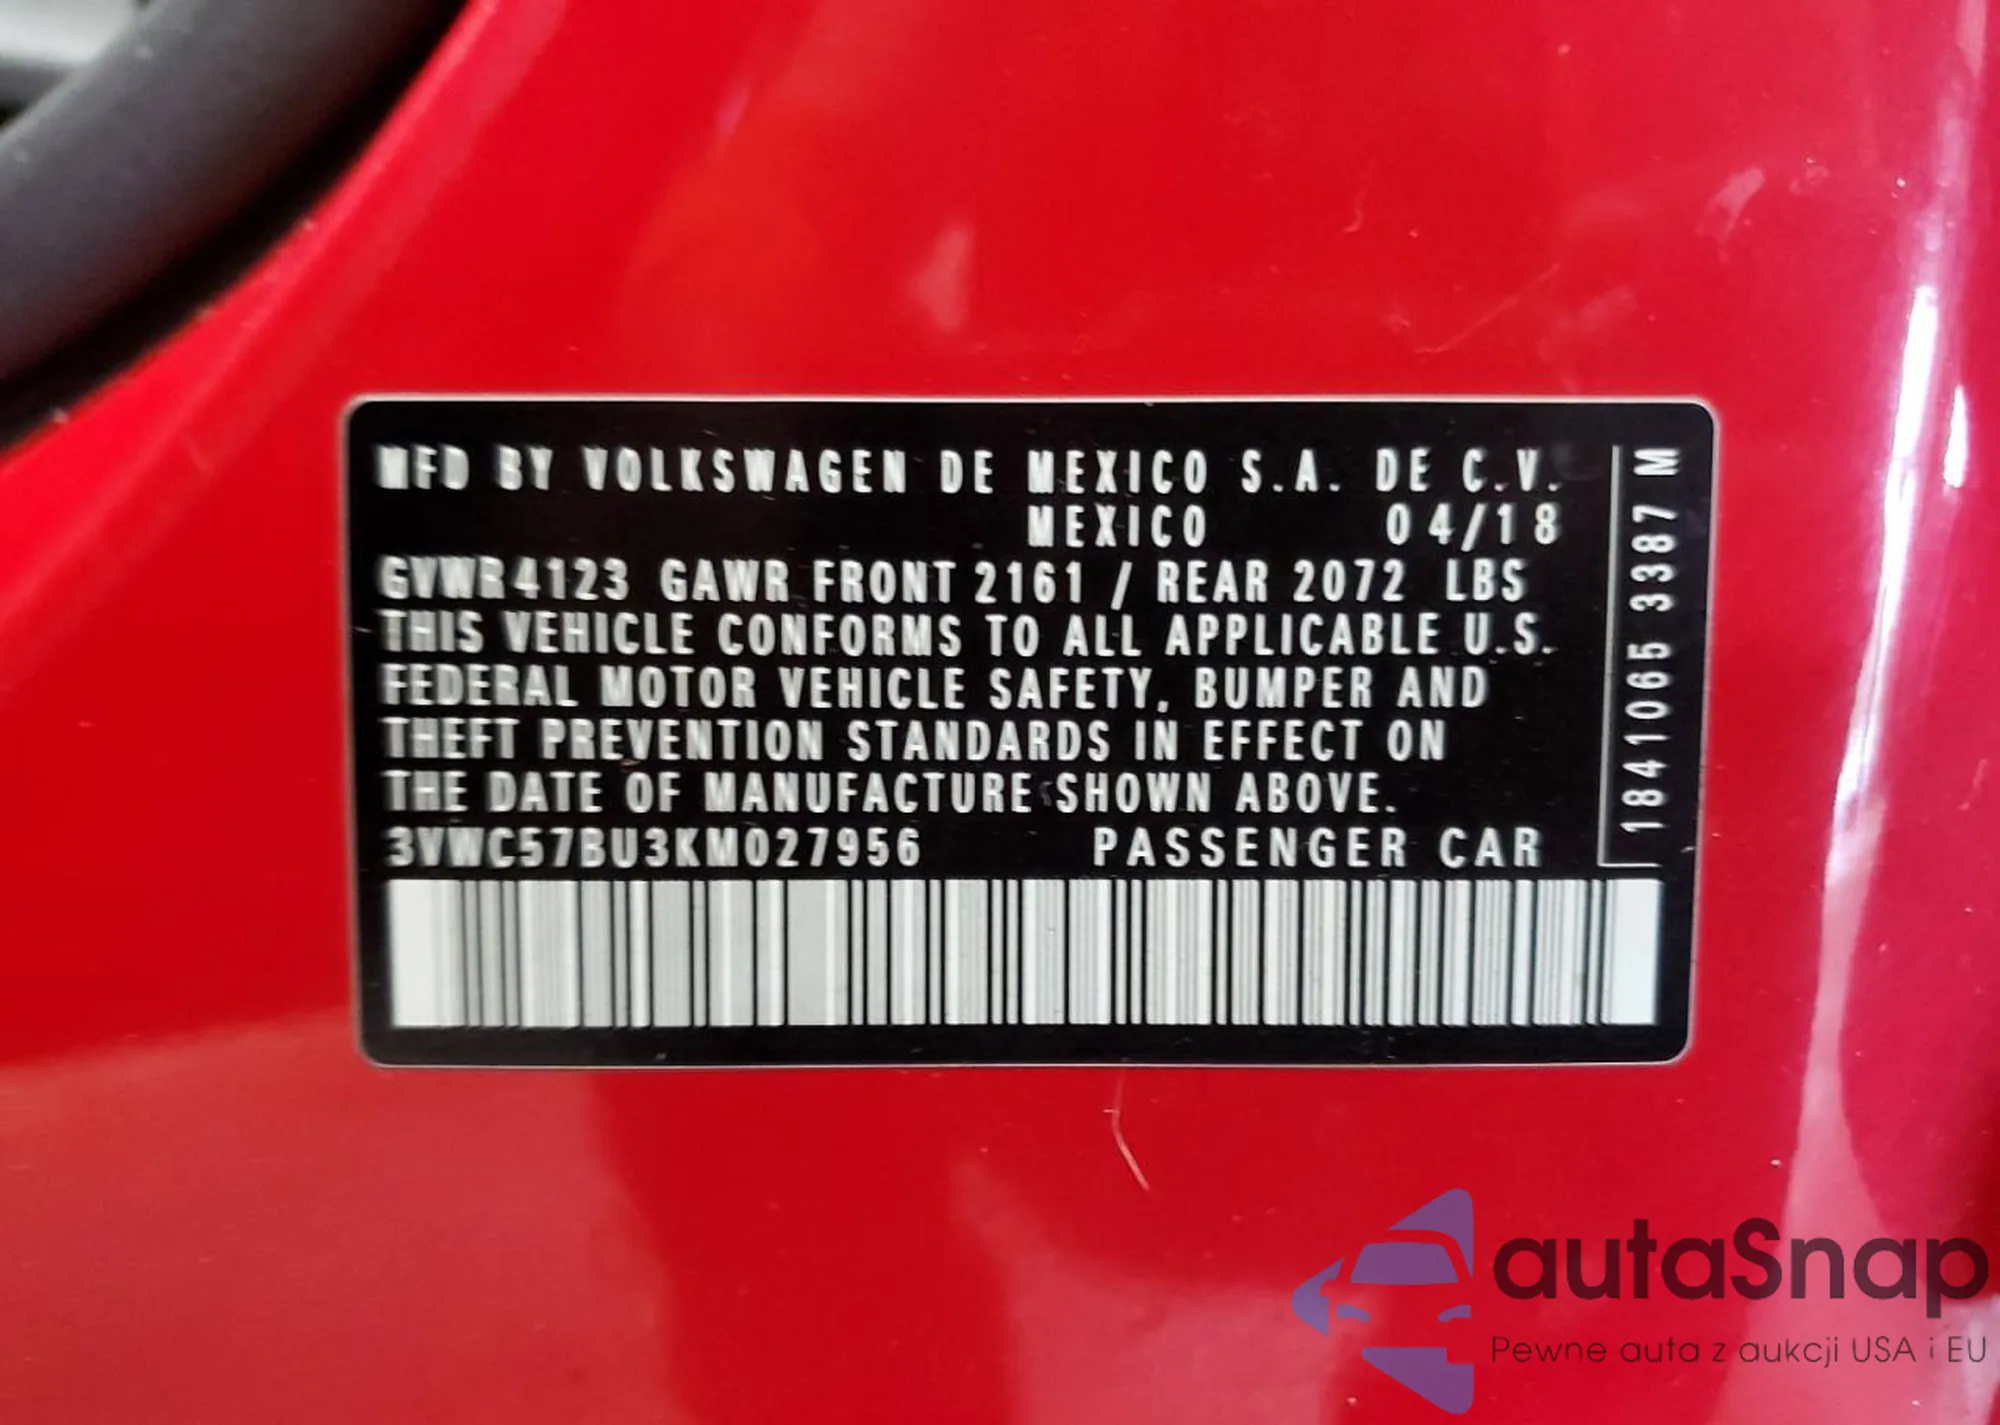 MFD BY VOLKSWAGEN DE MEXICO S.A. DE C.V.
MEXICO 04/18
GVWR 4123 GAWR FRONT 2161 / REAR 2072 LBS
THIS VEHICLE CONFORMS TO ALL APPLICABLE U.S.
FEDERAL MOTOR VEHICLE SAFETY, BUMPER AND
THEFT PREVENTION STANDARDS IN EFFECT ON
THE DATE OF MANUFACTURE SHOWN ABOVE.
3VWC57BU3KM027956 PASSENGER CAR
1841065 3387 M
autaSnap
Pewne auta z aukcji USA i EU